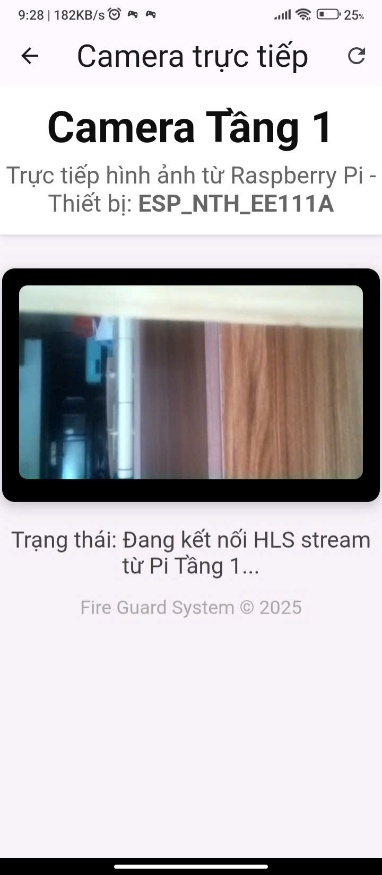 9:28 | 182KB/s
25%
Camera trực tiếp
Camera Tầng 1
Trực tiếp hình ảnh từ Raspberry Pi -
Thiết bị: ESP_NTH_EE111A
Trạng thái: Đang kết nối HLS stream
từ Pi Tầng 1...
Fire Guard System © 2025